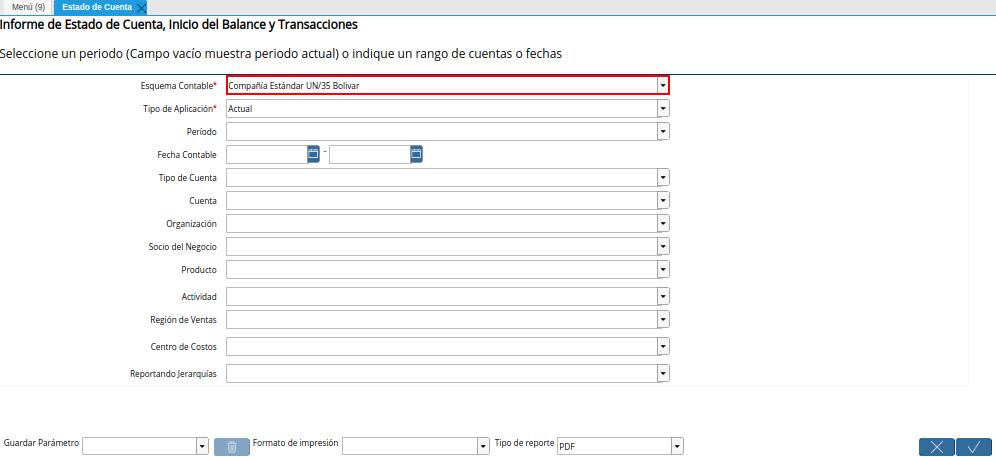 Menú (9) Estado de Cuenta
Informe de Estado de Cuenta, Inicio del Balance y Transacciones
Seleccione un periodo (Campo vacío muestra periodo actual) o indique un rango de cuentas o fechas
Esquema Contable* Compañía Estándar UN/35 Bolivar
Tipo de Aplicación* Actual
Período
Fecha Contable -
Tipo de Cuenta
Cuenta
Organización
Socio del Negocio
Producto
Actividad
Región de Ventas
Centro de Costos
Reportando Jerarquías
Guardar Parámetro Formato de impresión Tipo de reporte PDF